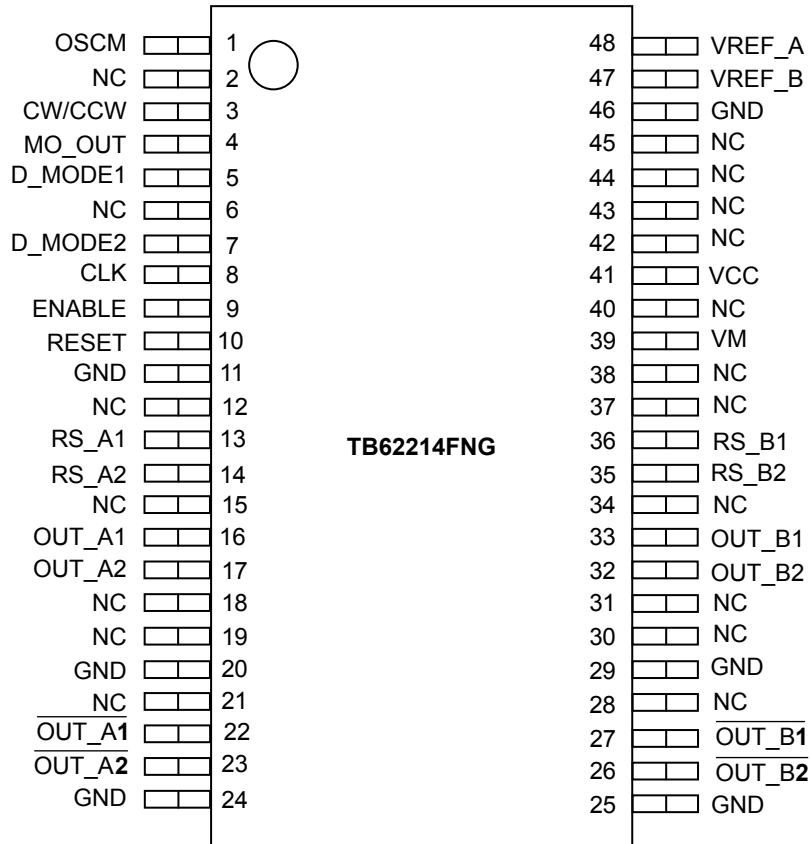 OSCM 1 48 VREF_A
NC 2 47 VREF_B
CW/CCW 3 46 GND
MO_OUT 4 45 NC
D_MODE1 5 44 NC
NC 6 43 NC
D_MODE2 7 42 NC
CLK 8 41 VCC
ENABLE 9 40 NC
RESET 10 39 VM
GND 11 38 NC
NC 12 37 NC
RS_A1 13 36 RS_B1
TB62214FNG
RS_A2 14 35 RS_B2
NC 15 34 NC
OUT_A1 16 33 OUT_B1
OUT_A2 17 32 OUT_B2
NC 18 31 NC
NC 19 30 NC
GND 20 29 GND
NC 21 28 NC
OUT_A1 22 27 OUT_B1
OUT_A2 23 26 OUT_B2
GND 24 25 GND